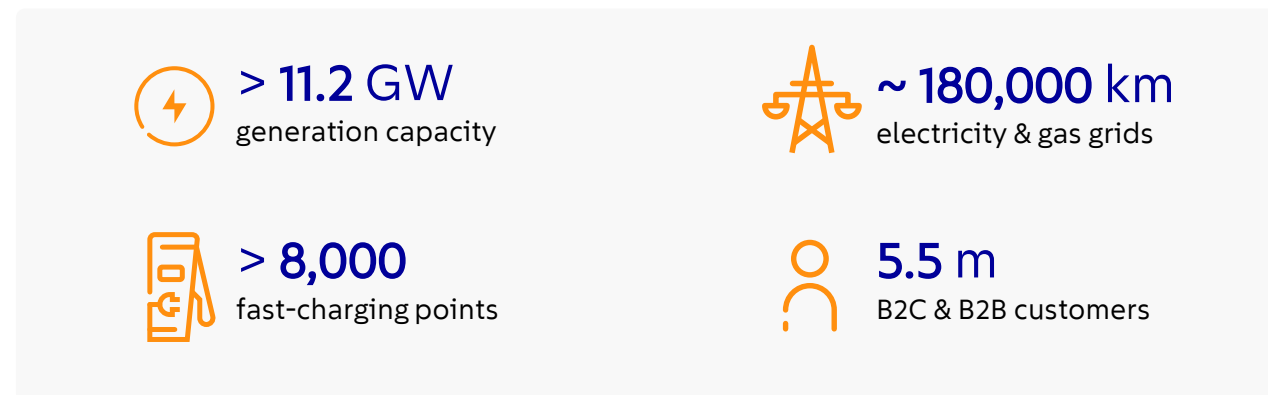 > 11.2 GW
generation capacity
~ 180,000 km
electricity & gas grids
> 8,000
fast-charging points
5.5 m
B2C & B2B customers